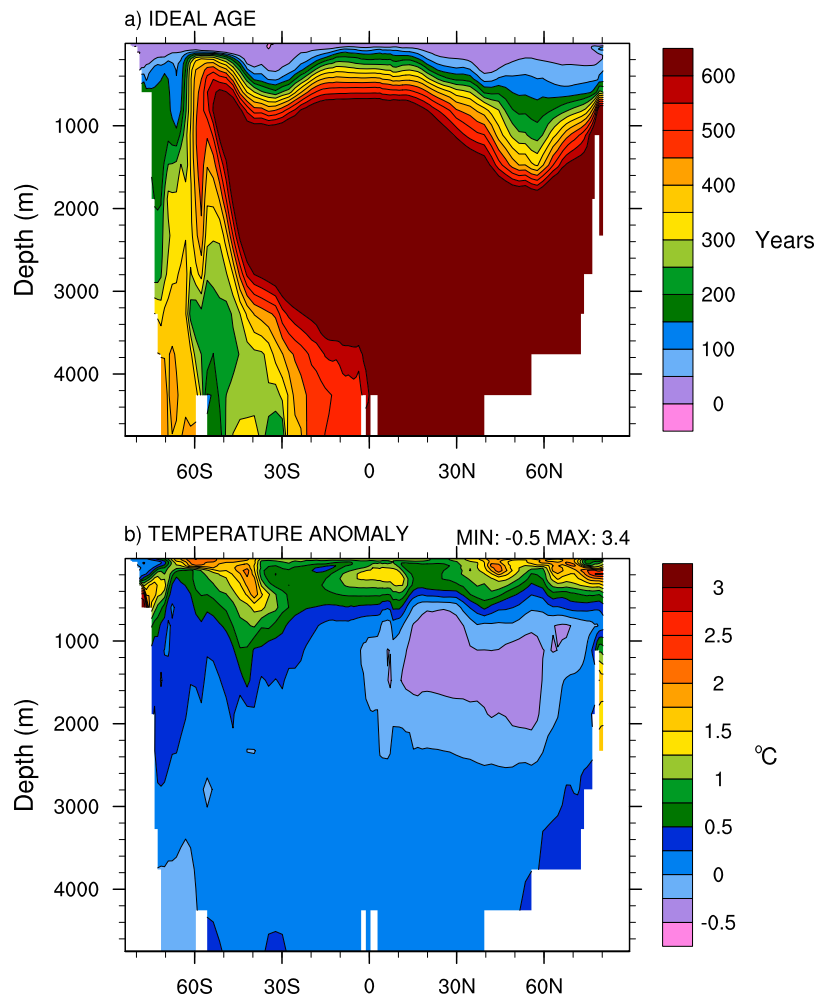 a) IDEAL AGE
Depth (m)
1000
2000
3000
4000
60S 30S 0 30N 60N
600
500
400
300
200
100
0
Years
b) TEMPERATURE ANOMALY MIN: -0.5 MAX: 3.4
Depth (m)
1000
2000
3000
4000
60S 30S 0 30N 60N
3
2.5
2
1.5
1
0.5
0
-0.5
°C